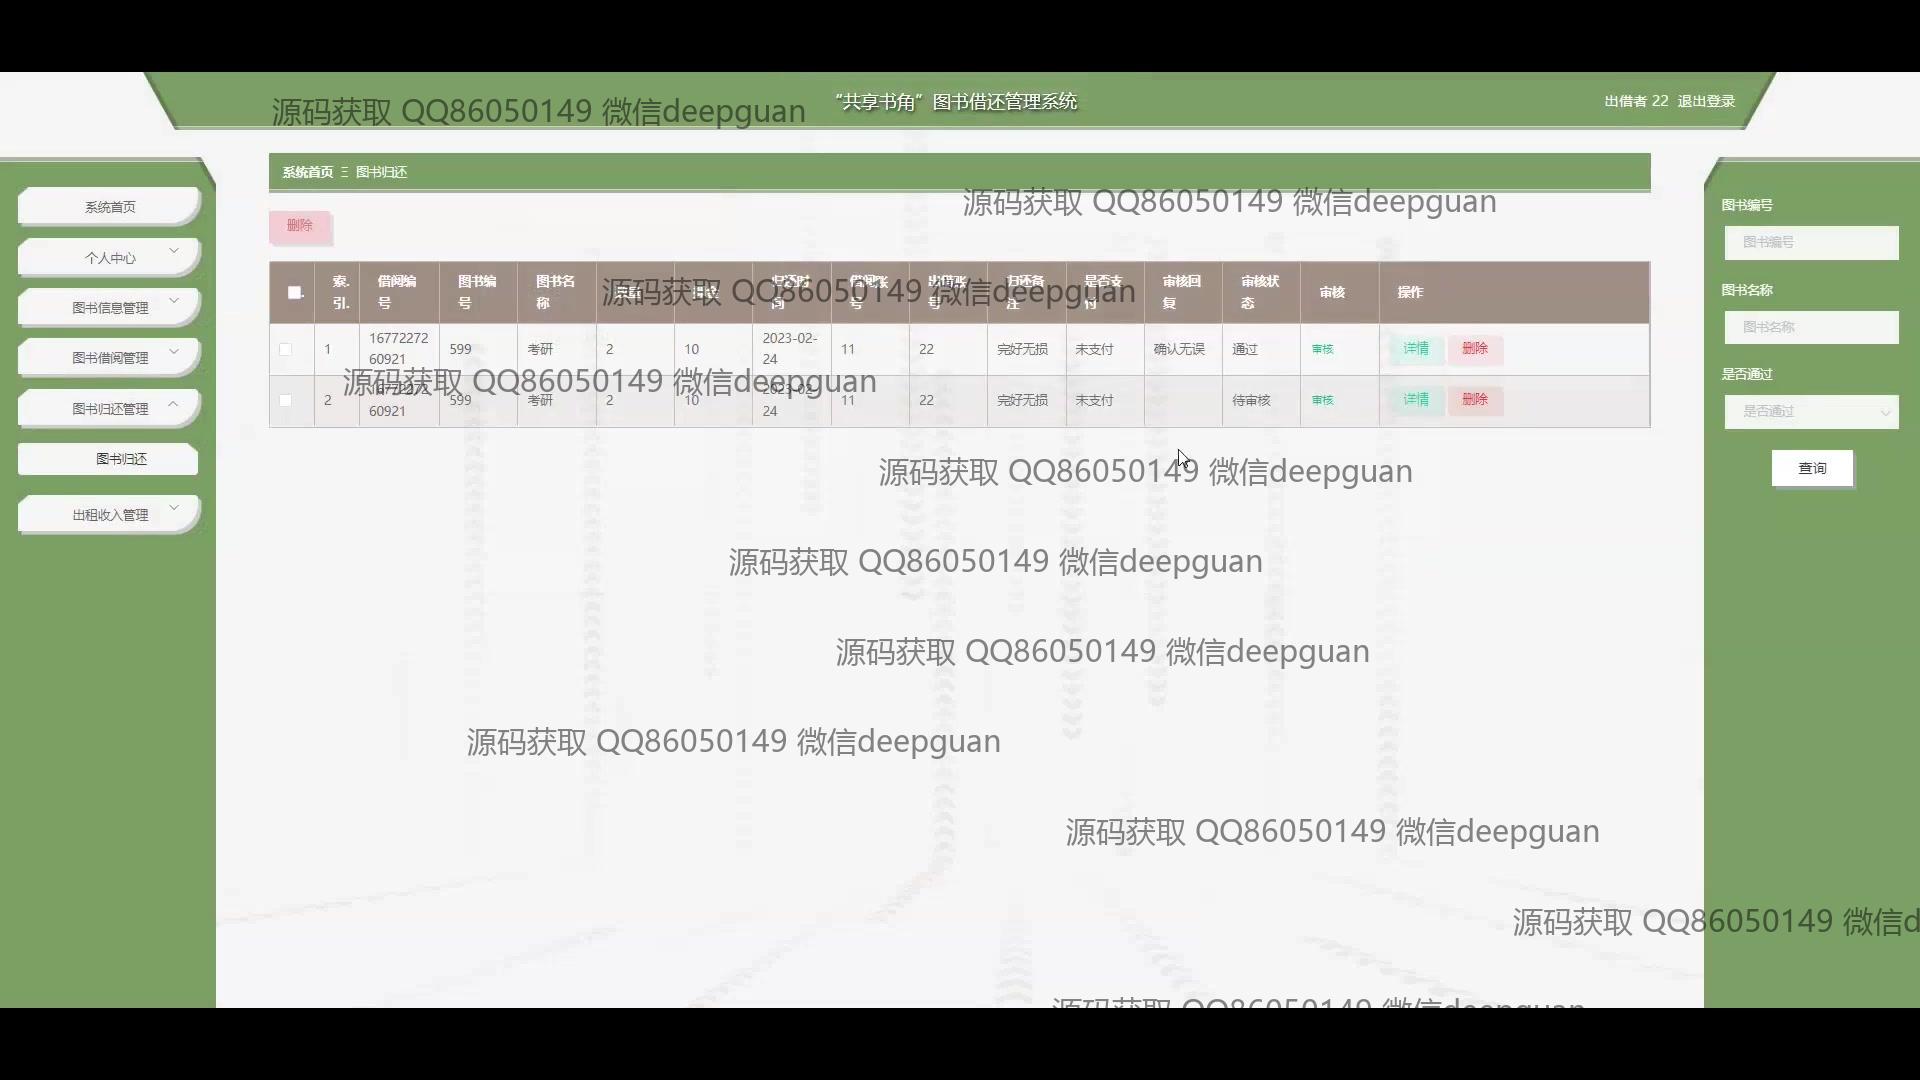 “共享书角”图书借还管理系统
出借者 22 退出登录
源码获取 QQ86050149 微信deepguan
系统首页 Ξ 图书归还
源码获取 QQ86050149 微信deepguan
系统首页
个人中心
图书信息管理
图书借阅管理
图书归还管理
图书归还
出租收入管理
删除
索引.
借阅编号
图书编号
图书名称
归还时间
借阅账号
出借账号
归还备注
是否支付
审核回复
审核状态
审核
操作
源码获取 QQ86050149 微信deepguan
1 1677227260921 599 考研 2 10 2023-02-24 11 22 完好无损 未支付 确认无误 通过 审核 详情 删除
源码获取 QQ86050149 微信deepguan
2 1677227260921 599 考研 2 10 2023-02-24 11 22 完好无损 未支付 待审核 审核 详情 删除
图书编号
图书编号
图书名称
图书名称
是否通过
是否通过
查询
源码获取 QQ86050149 微信deepguan
源码获取 QQ86050149 微信deepguan
源码获取 QQ86050149 微信deepguan
源码获取 QQ86050149 微信deepguan
源码获取 QQ86050149 微信deepguan
源码获取 QQ86050149 微信d
源码获取 QQ86050149 微信deepguan